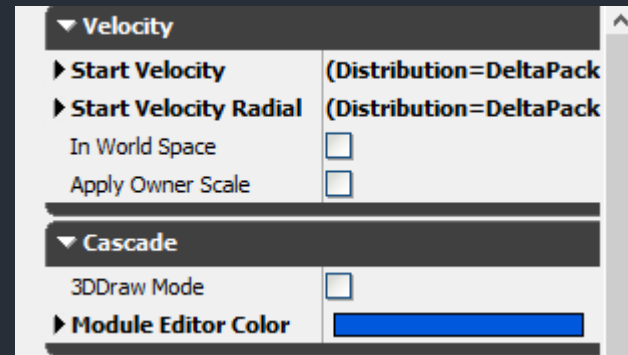 Velocity
Start Velocity (Distribution=DeltaPack
Start Velocity Radial (Distribution=DeltaPack
In World Space
Apply Owner Scale
Cascade
3DDraw Mode
Module Editor Color